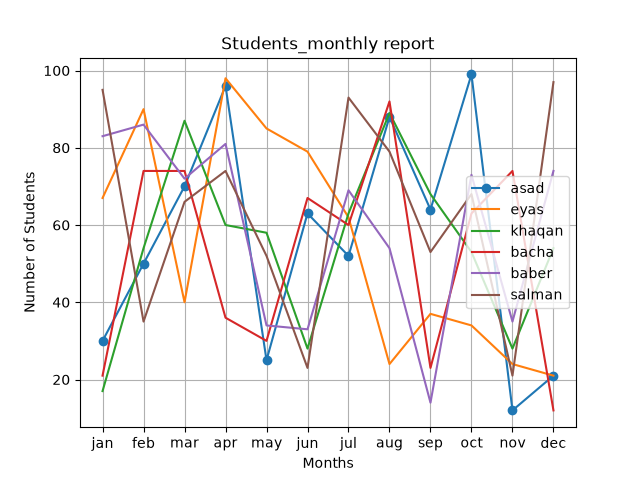 Students_monthly report
Number of Students
100
80
60
40
20
jan feb mar apr may jun jul aug sep oct nov dec
Months
asad
eyas
khaqan
bacha
baber
salman